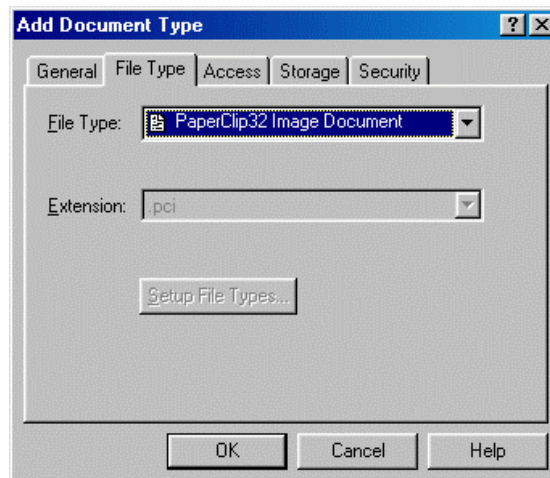 Add Document Type
General File Type Access Storage Security
File Type: PaperClip32 Image Document
Extension: .pci
Setup File Types...
OK Cancel Help